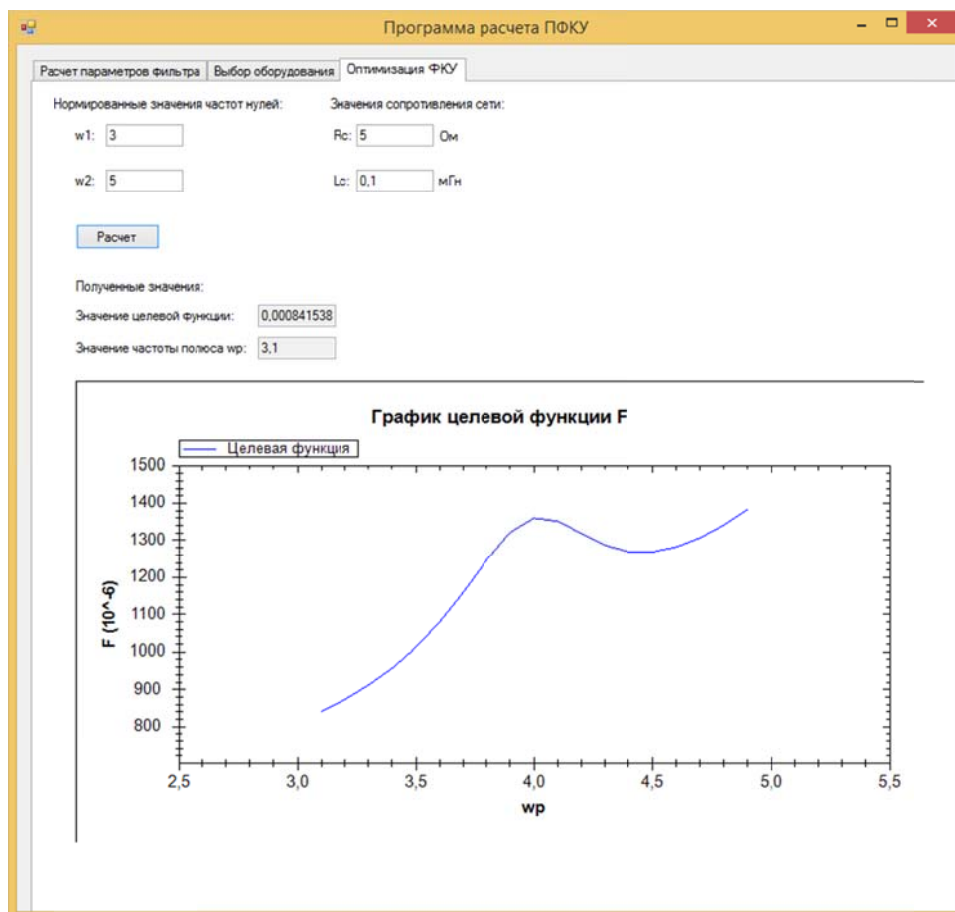 Программа расчета ПФКУ
Расчет параметров фильтра Выбор оборудования Оптимизация ФКУ
Нормированные значения частот нулей: Значения сопротивления сети:
w1: 3 Rc: 5 Ом
w2: 5 Lc: 0,1 мГн
Расчет
Полученные значения:
Значение целевой функции: 0,000841538
Значение частоты полюса wp: 3,1
График целевой функции F
Целевая функция
1500
1400
1300
1200
1100
1000
900
800
F (10^-6)
2,5 3,0 3,5 4,0 4,5 5,0 5,5
wp